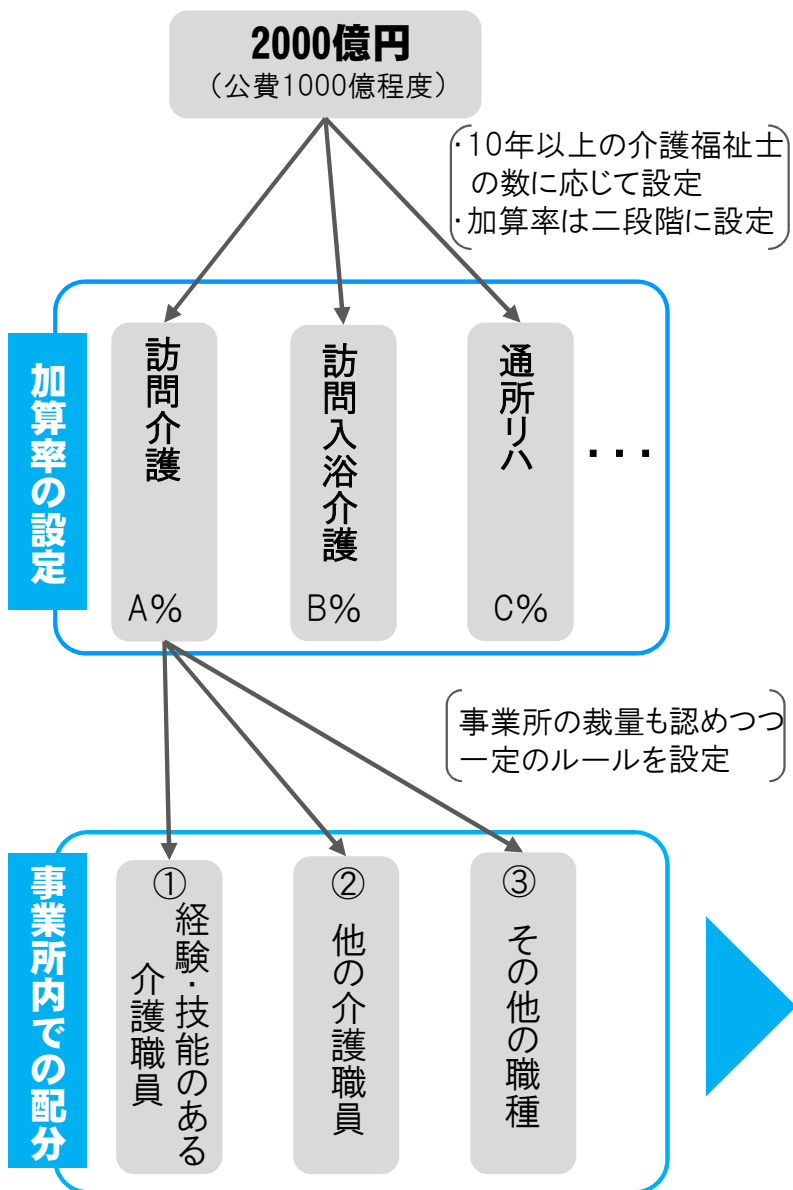 2000億円
（公費1000億程度）
・10年以上の介護福祉士
の数に応じて設定
・加算率は二段階に設定
加算率の設定
訪問介護
A％
訪問入浴介護
B％
通所リハ
C％
・・・
事業所の裁量も認めつつ
一定のルールを設定
事業所内での配分
①
経験・技能のある
介護職員
②
他の介護職員
③
その他の職種